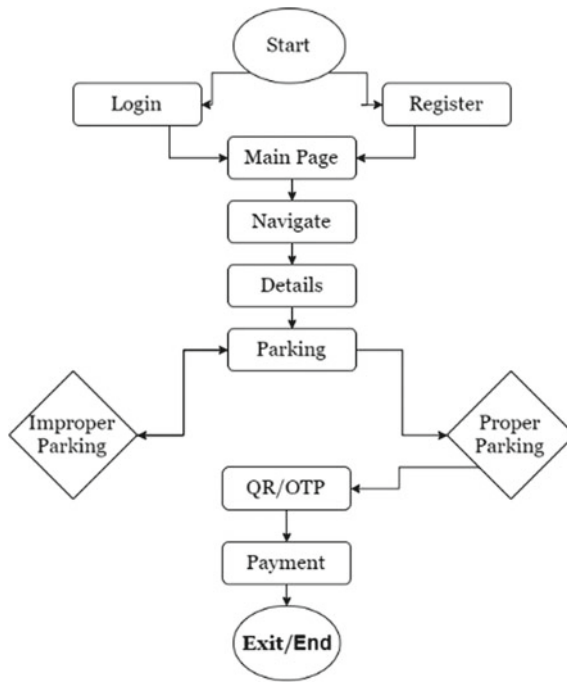 Start
Login
Register
Main Page
Navigate
Details
Parking
Improper
Parking
Proper
Parking
QR/OTP
Payment
Exit/End